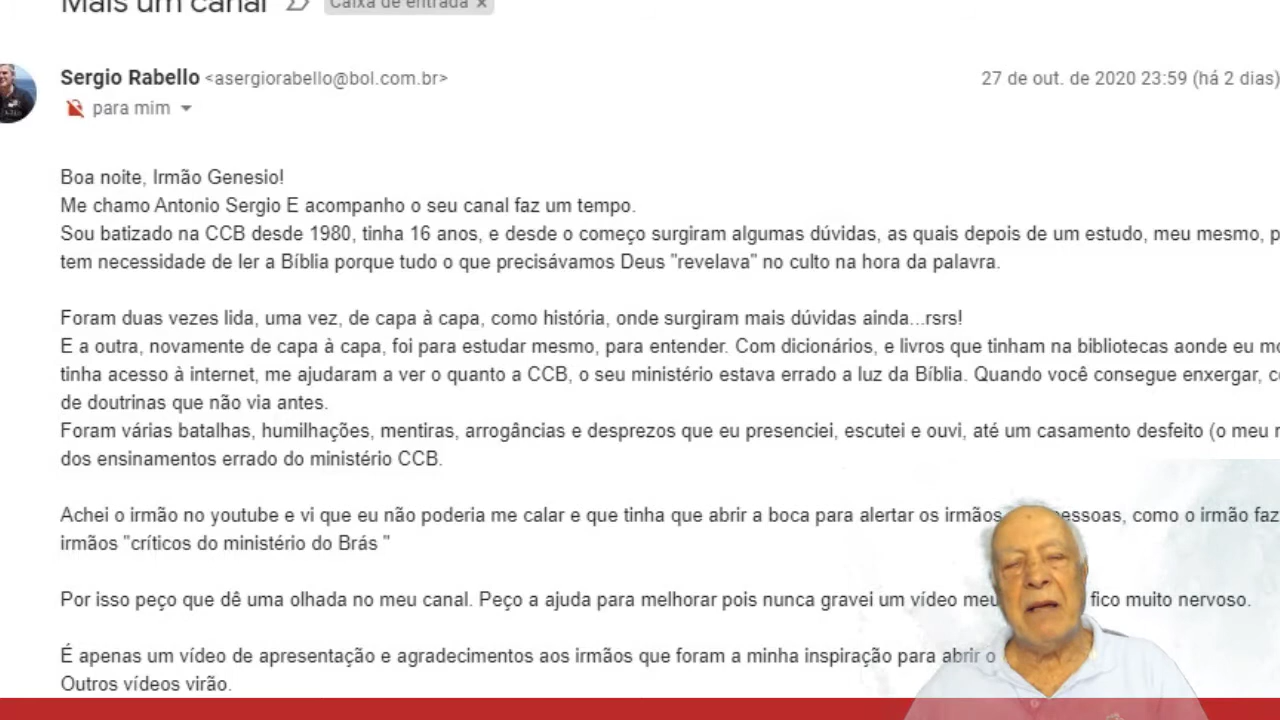 Mais um canal Caixa de entrada x
Sergio Rabello <asergiorabello@bol.com.br> 27 de out. de 2020 23:59 (há 2 dias)
para mim
Boa noite, Irmão Genesio!
Me chamo Antonio Sergio E acompanho o seu canal faz um tempo.
Sou batizado na CCB desde 1980, tinha 16 anos, e desde o começo surgiram algumas dúvidas, as quais depois de um estudo, meu mesmo,
tem necessidade de ler a Bíblia porque tudo o que precisávamos Deus "revelava" no culto na hora da palavra.
Foram duas vezes lida, uma vez, de capa à capa, como história, onde surgiram mais dúvidas ainda...rsrs!
E a outra, novamente de capa à capa, foi para estudar mesmo, para entender. Com dicionários, e livros que tinham na bibliotecas aonde eu
tinha acesso à internet, me ajudaram a ver o quanto a CCB, o seu ministério estava errado a luz da Bíblia. Quando você consegue enxergar,
de doutrinas que não via antes.
Foram várias batalhas, humilhações, mentiras, arrogâncias e desprezos que eu presenciei, escutei e ouvi, até um casamento desfeito (o meu
dos ensinamentos errado do ministério CCB.
Achei o irmão no youtube e vi que eu não poderia me calar e que tinha que abrir a boca para alertar os irmãos essoas, como o irmão faz
irmãos "críticos do ministério do Brás "
Por isso peço que dê uma olhada no meu canal. Peço a ajuda para melhorar pois nunca gravei um vídeo meu fico muito nervoso.
É apenas um vídeo de apresentação e agradecimentos aos irmãos que foram a minha inspiração para abrir o
Outros vídeos virão.